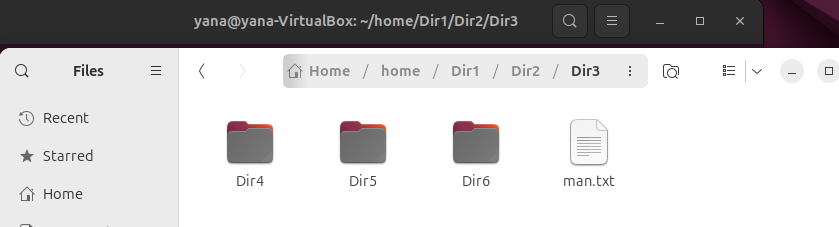 yana@yana-VirtualBox: ~/home/Dir1/Dir2/Dir3
Files
Home / home / Dir1 / Dir2 / Dir3
Recent
Starred
Home
Dir4
Dir5
Dir6
man.txt